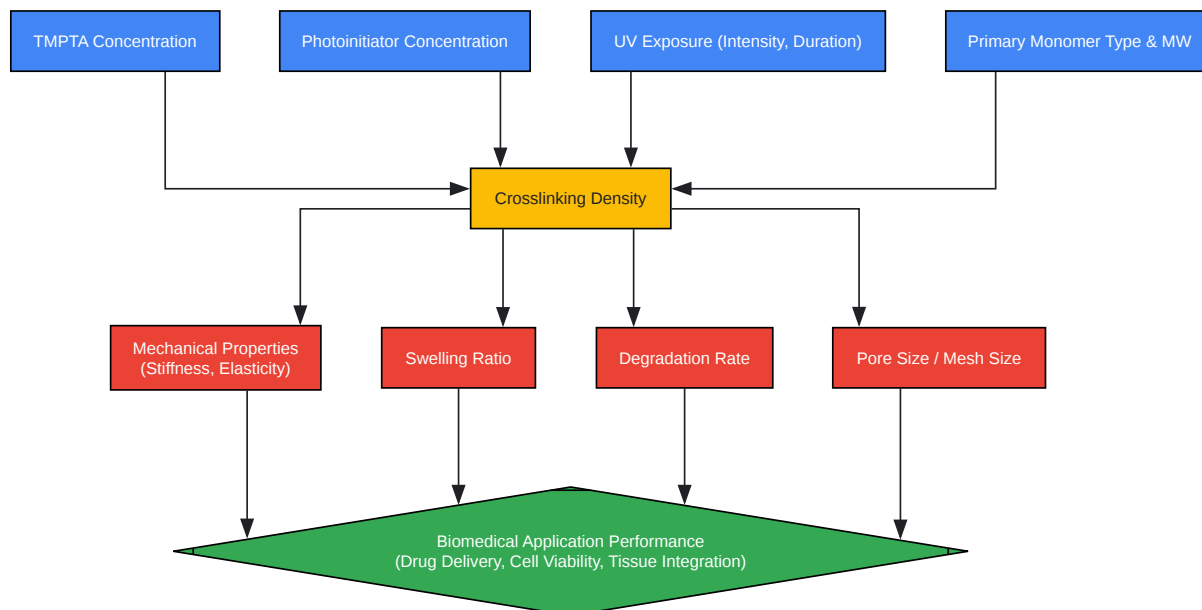 TMPTA Concentration
Photoinitiator Concentration
UV Exposure (Intensity, Duration)
Primary Monomer Type & MW
Crosslinking Density
Mechanical Properties
(Stiffness, Elasticity)
Swelling Ratio
Degradation Rate
Pore Size / Mesh Size
Biomedical Application Performance
(Drug Delivery, Cell Viability, Tissue Integration)